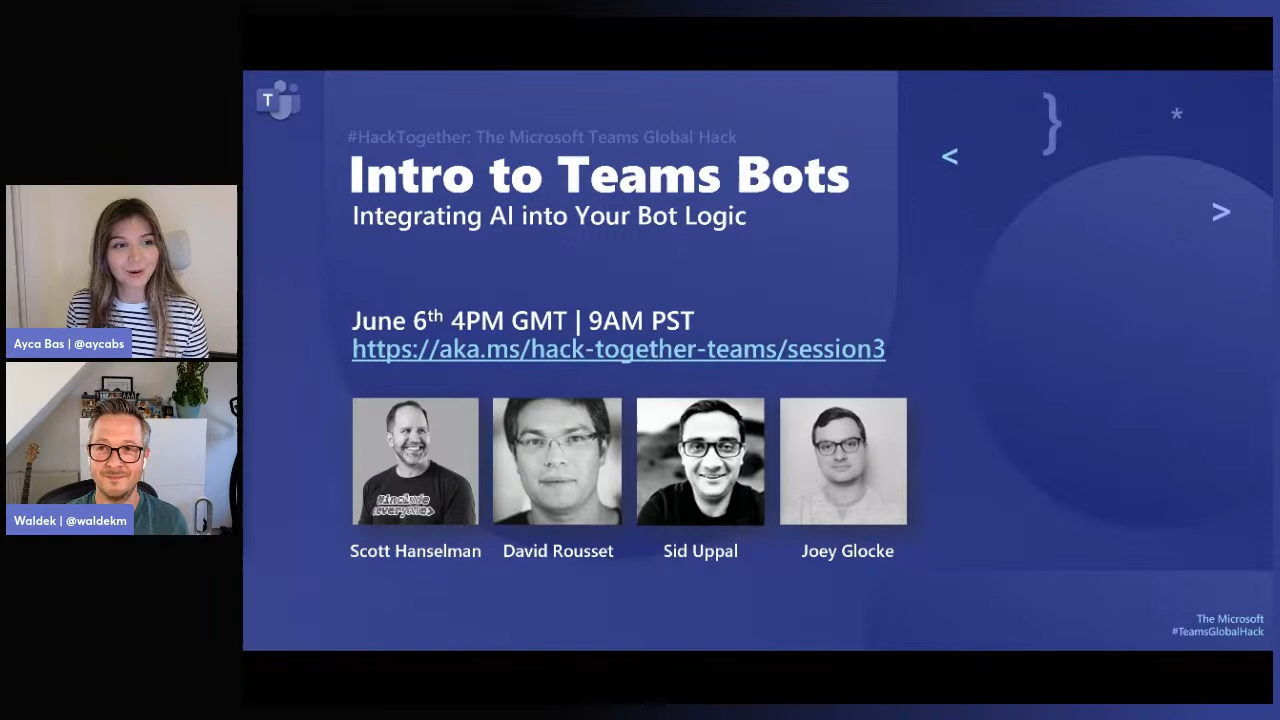 T
#HackTogether: The Microsoft Teams Global Hack
Intro to Teams Bots
Integrating AI into Your Bot Logic
} *
<
>
June 6th 4PM GMT | 9AM PST
https://aka.ms/hack-together-teams/session3
Ayca Bas | @aycabs
#include
<everyone>
Waldek | @waldekm
Scott Hanselman David Rousset Sid Uppal Joey Glocke
The Microsoft
#TeamsGlobalHack